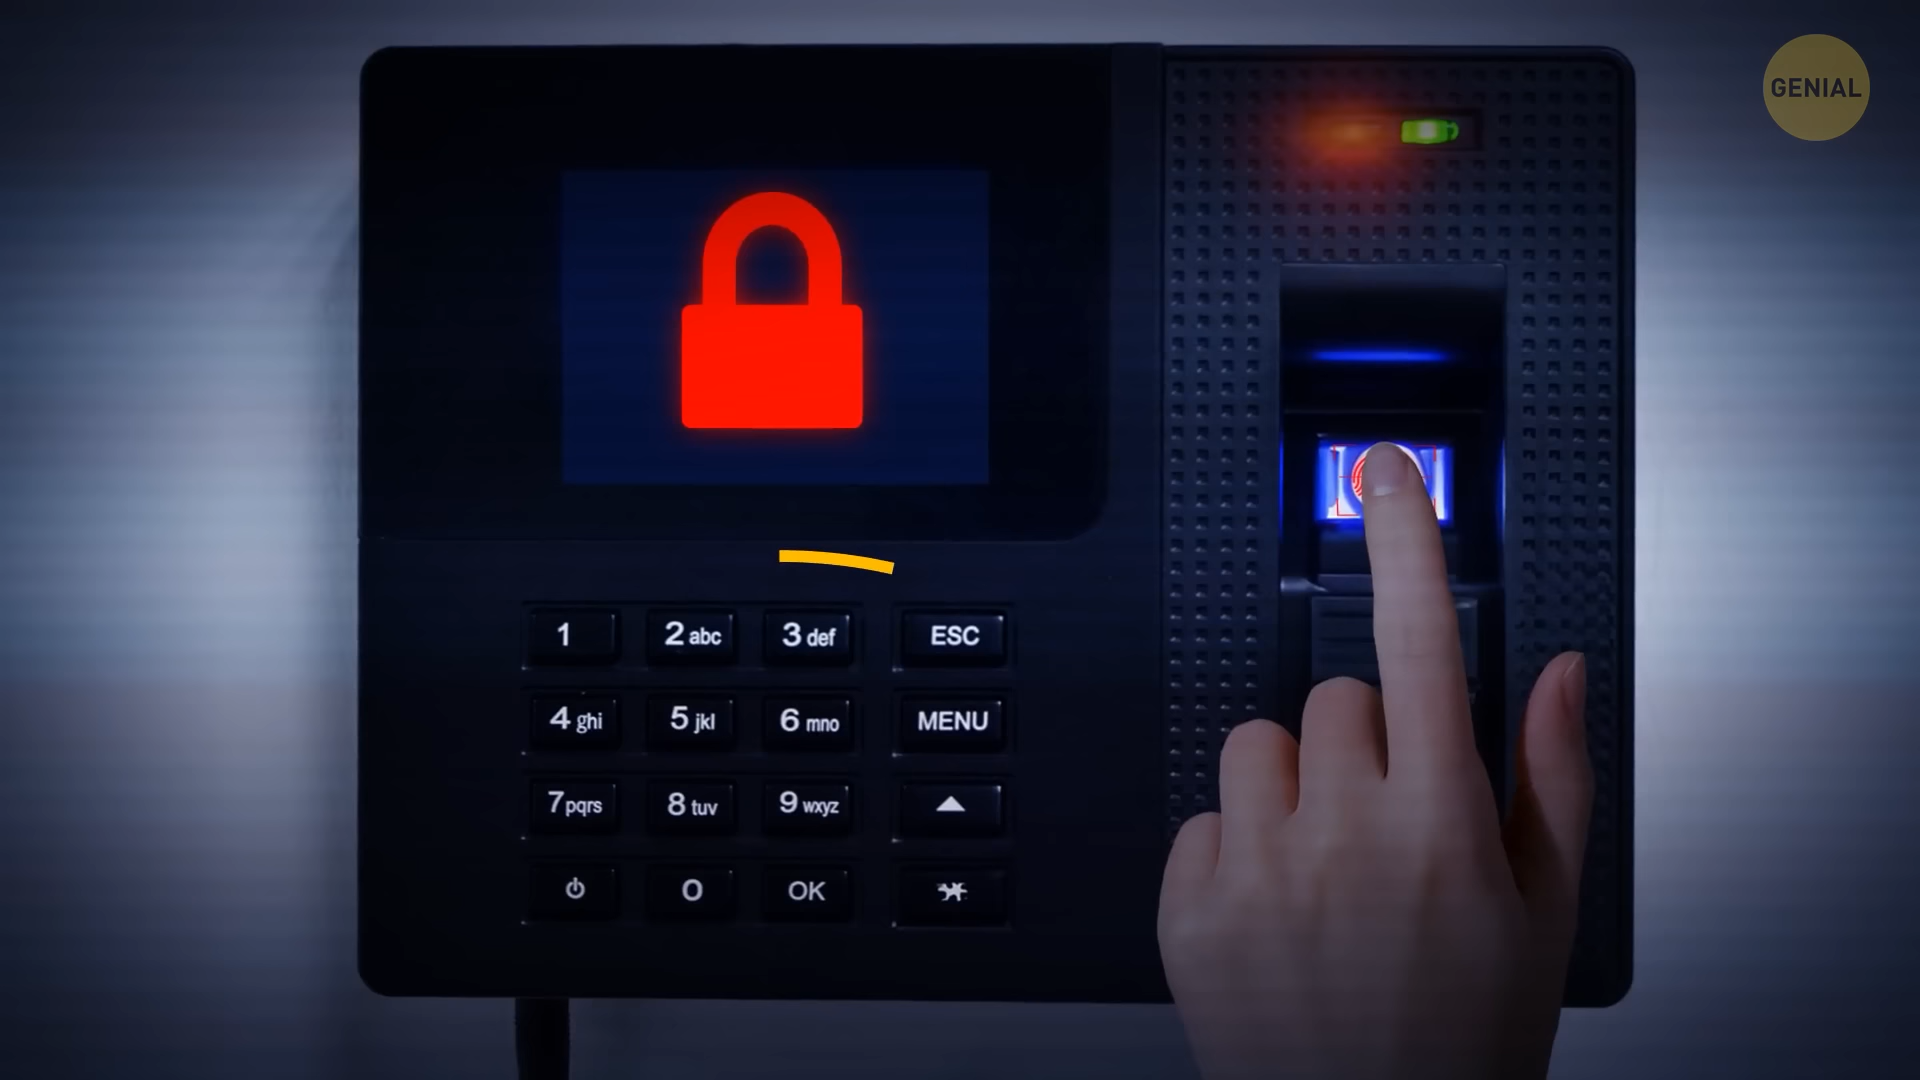 GENIAL
1
2 abc
3 def
ESC
4 ghi
5 jkl
6 mno
MENU
7 pqrs
8 tuv
9 wxyz
0
OK